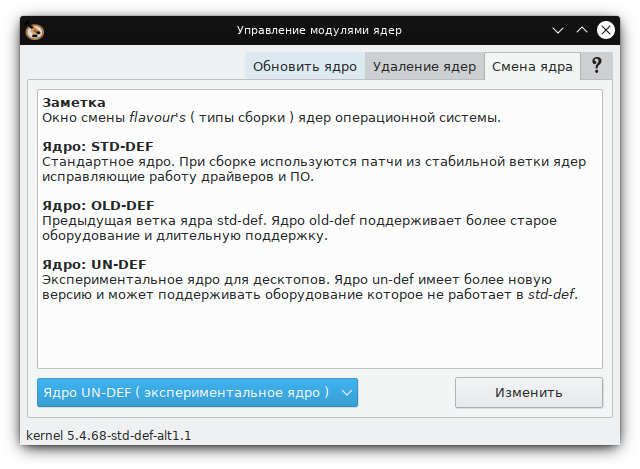 Управление модулями ядер
Обновить ядро
Удаление ядер
Смена ядра
?
Заметка
Окно смены flavour's ( типы сборки ) ядер операционной системы.
Ядро: STD-DEF
Стандартное ядро. При сборке используются патчи из стабильной ветки ядер
исправляющие работу драйверов и ПО.
Ядро: OLD-DEF
Предыдущая ветка ядра std-def. Ядро old-def поддерживает более старое
оборудование и длительную поддержку.
Ядро: UN-DEF
Экспериментальное ядро для десктопов. Ядро un-def имеет более новую
версию и может поддерживать оборудование которое не работает в std-def.
Ядро UN-DEF ( экспериментальное ядро )
Изменить
kernel 5.4.68-std-def-alt1.1